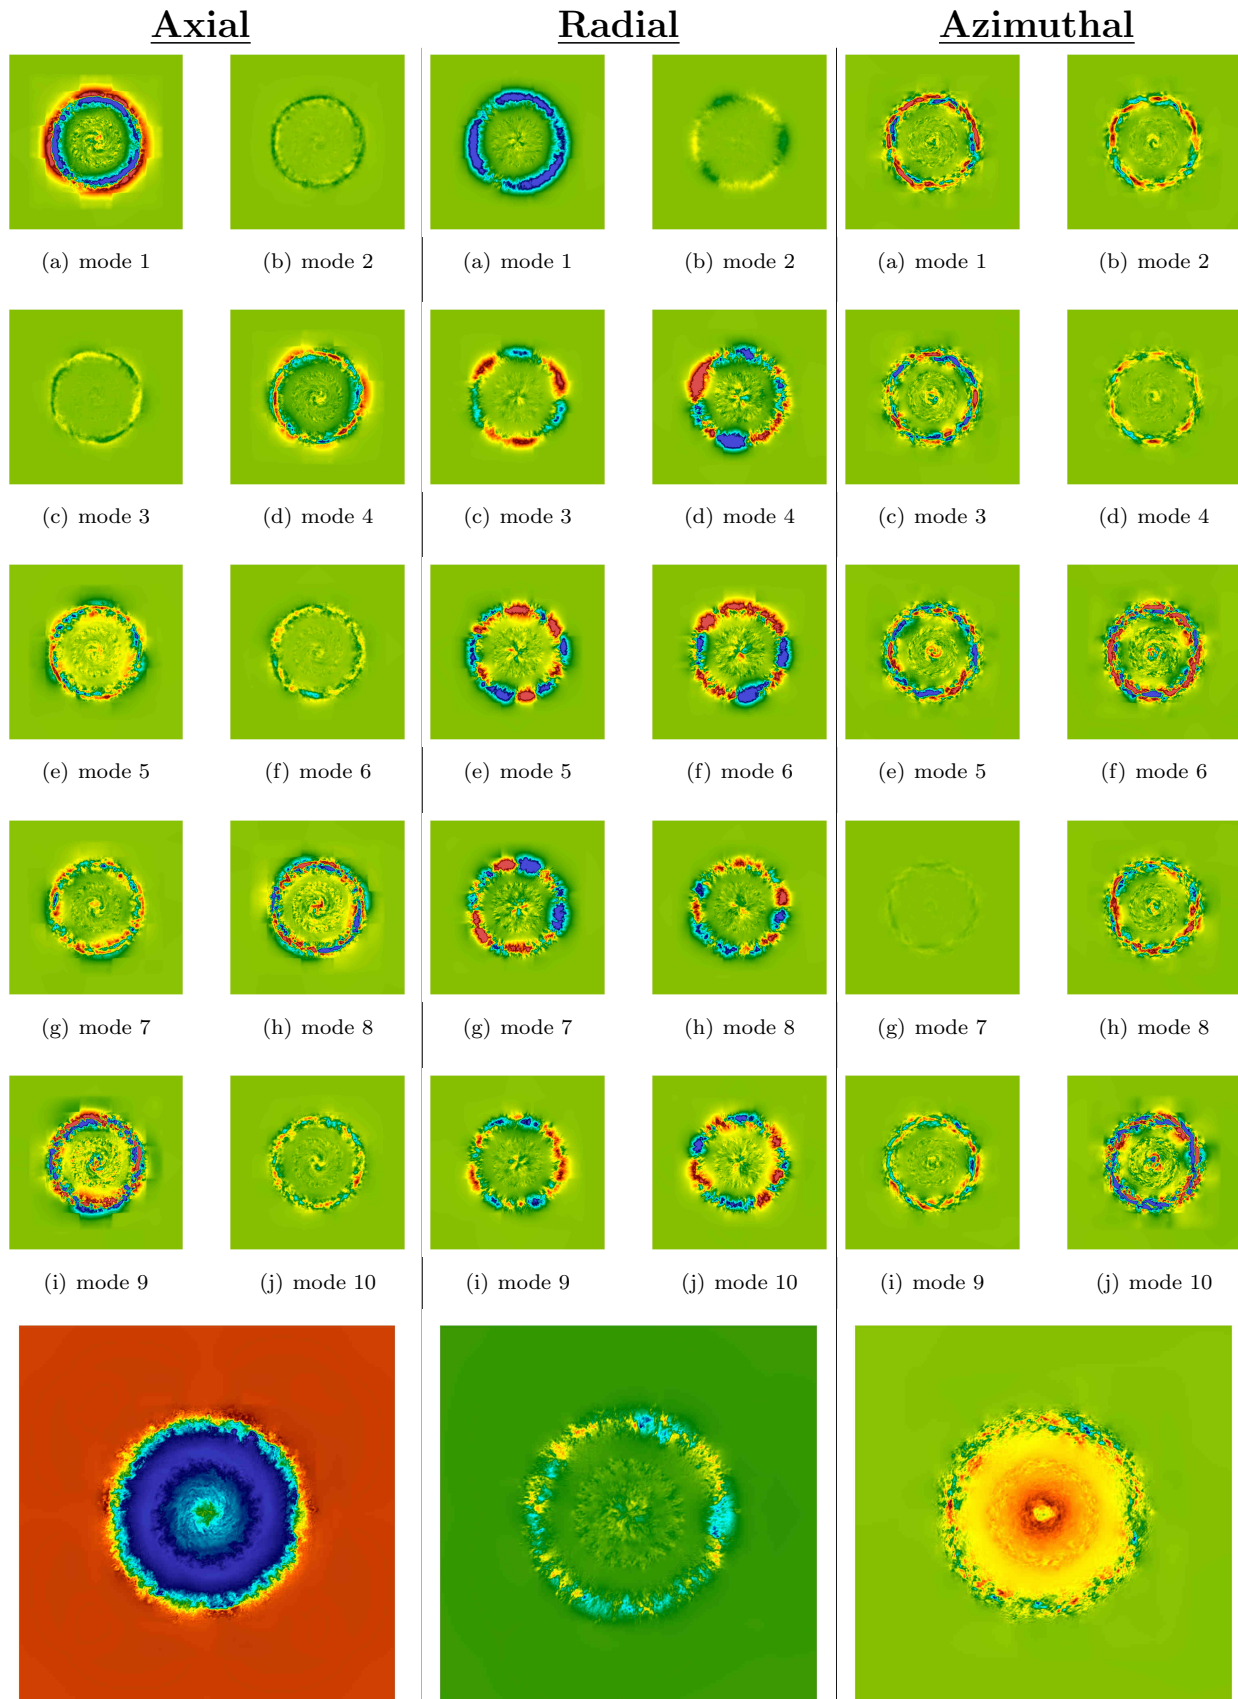 Axial Radial Azimuthal
(a) mode 1 (b) mode 2 (a) mode 1 (b) mode 2 (a) mode 1 (b) mode 2
(c) mode 3 (d) mode 4 (c) mode 3 (d) mode 4 (c) mode 3 (d) mode 4
(e) mode 5 (f) mode 6 (e) mode 5 (f) mode 6 (e) mode 5 (f) mode 6
(g) mode 7 (h) mode 8 (g) mode 7 (h) mode 8 (g) mode 7 (h) mode 8
(i) mode 9 (j) mode 10 (i) mode 9 (j) mode 10 (i) mode 9 (j) mode 10